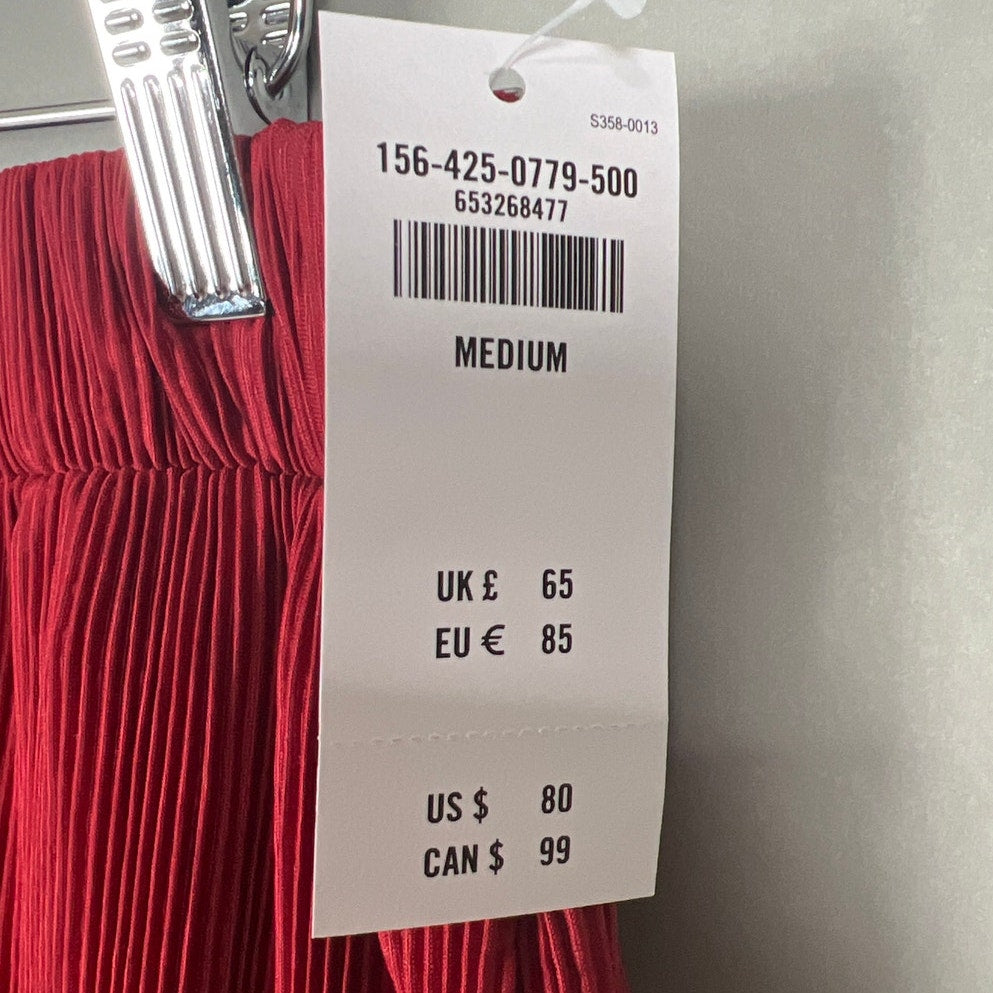 S358-0013
156-425-0779-500
653268477
MEDIUM
UK £ 65
EU € 85
US $ 80
CAN $ 99